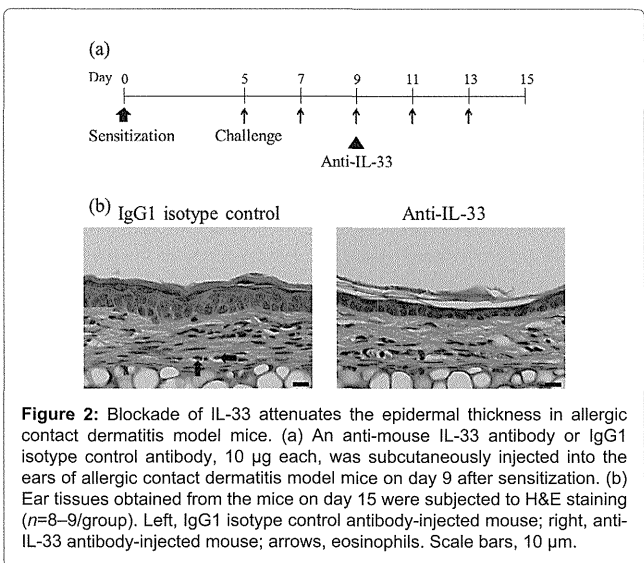 (a)
Day 0 5 7 9 11 13 15
Sensitization Challenge
Anti-IL-33
(b)
IgG1 isotype control Anti-IL-33
Figure 2: Blockade of IL-33 attenuates the epidermal thickness in allergic
contact dermatitis model mice. (a) An anti-mouse IL-33 antibody or IgG1
isotype control antibody, 10 μg each, was subcutaneously injected into the
ears of allergic contact dermatitis model mice on day 9 after sensitization. (b)
Ear tissues obtained from the mice on day 15 were subjected to H&E staining
(n=8–9/group). Left, IgG1 isotype control antibody-injected mouse; right, anti-
IL-33 antibody-injected mouse; arrows, eosinophils. Scale bars, 10 μm.